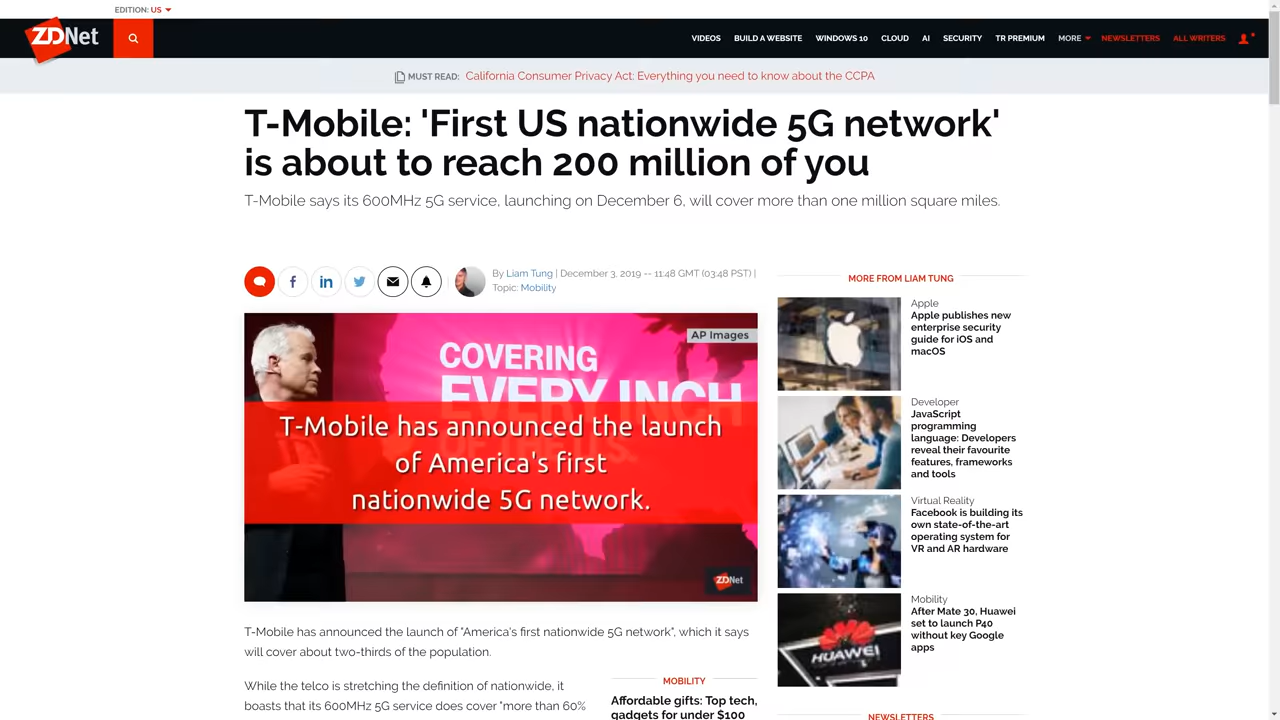 EDITION: US
ZDNet
VIDEOS BUILD A WEBSITE WINDOWS 10 CLOUD AI SECURITY TR PREMIUM MORE NEWSLETTERS ALL WRITERS
MUST READ: California Consumer Privacy Act: Everything you need to know about the CCPA
T-Mobile: 'First US nationwide 5G network'
is about to reach 200 million of you
T-Mobile says its 600MHz 5G service, launching on December 6, will cover more than one million square miles.
By Liam Tung | December 3, 2019 -- 11:48 GMT (03:48 PST) |
Topic: Mobility
AP Images
COVERING
EVERY INCH
T-Mobile has announced the launch
of America's first
nationwide 5G network.
ZDNet
T-Mobile has announced the launch of "America's first nationwide 5G network", which it says
will cover about two-thirds of the population.
While the telco is stretching the definition of nationwide, it
boasts that its 600MHz 5G service does cover "more than 60%
MOBILITY
Affordable gifts: Top tech,
gadgets for under $100
MORE FROM LIAM TUNG
Apple
Apple publishes new
enterprise security
guide for iOS and
macOS
Developer
JavaScript
programming
language: Developers
reveal their favourite
features, frameworks
and tools
Virtual Reality
Facebook is building its
own state-of-the-art
operating system for
VR and AR hardware
HUAWEI
Mobility
After Mate 30, Huawei
set to launch P40
without key Google
apps
NEWSLETTERS